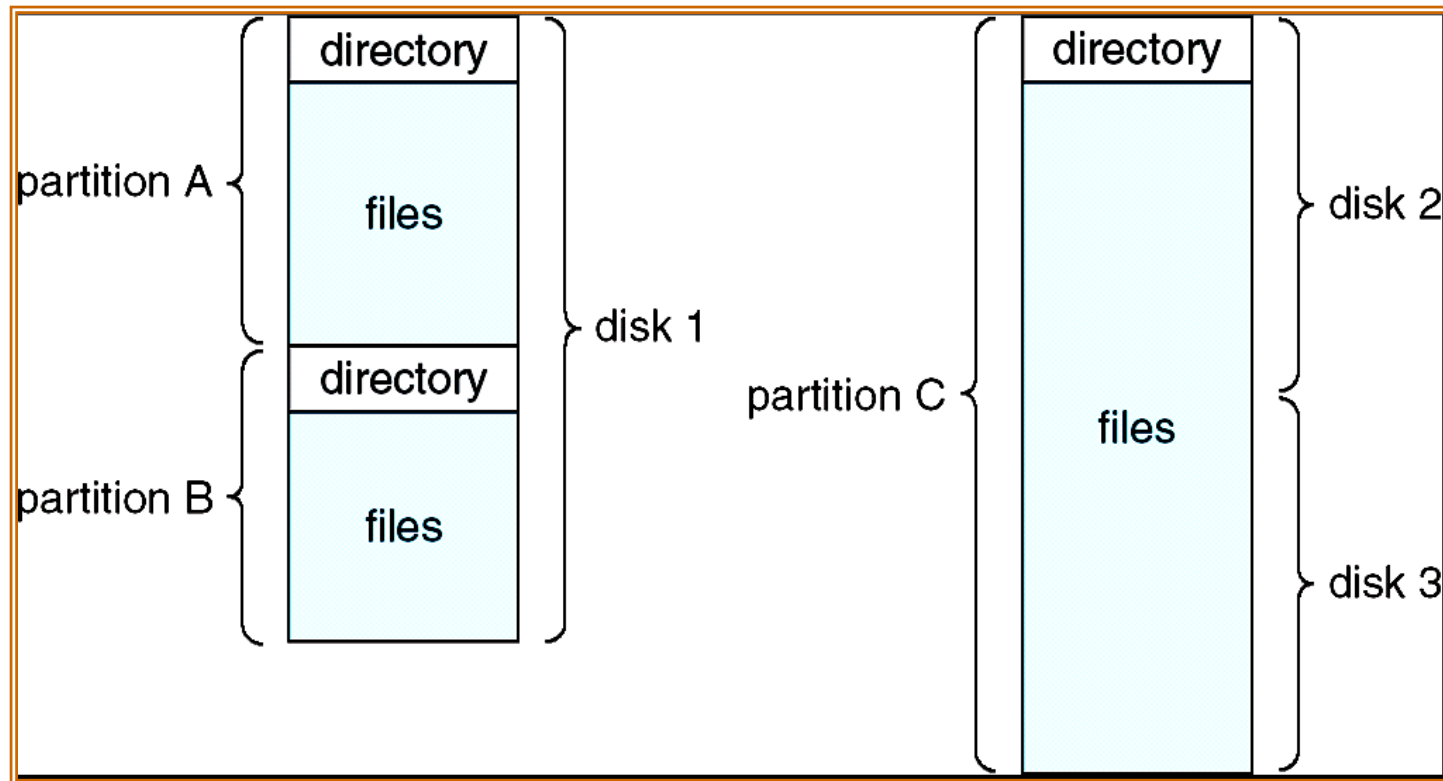 directory
partition A
files
disk 1
directory
partition B
files
directory
disk 2
partition C
files
disk 3